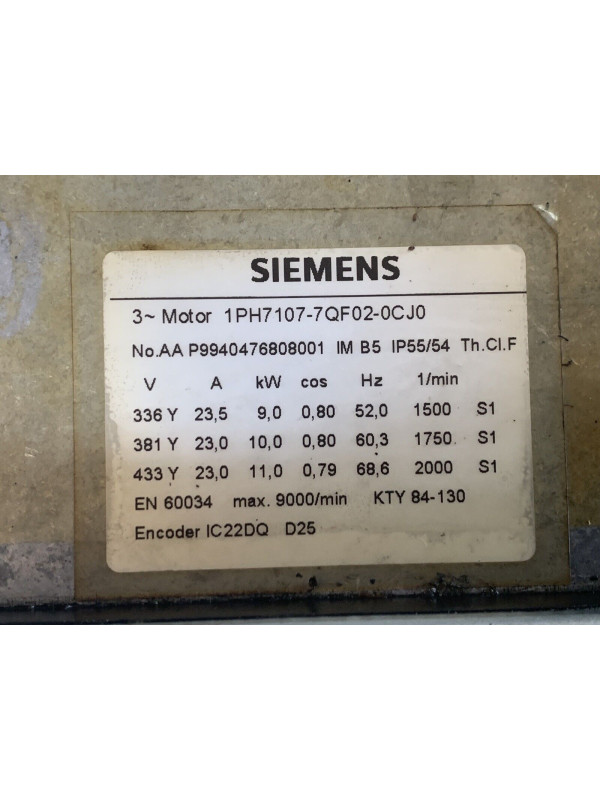 SIEMENS
3~ Motor 1PH7107-7QF02-0CJ0
No.AA P9940476808001 IM B5 IP55/54 Th.Cl.F
V A kW cos Hz 1/min
336 Y 23,5 9,0 0,80 52,0 1500 S1
381 Y 23,0 10,0 0,80 60,3 1750 S1
433 Y 23,0 11,0 0,79 68,6 2000 S1
EN 60034 max. 9000/min KTY 84-130
Encoder IC22DQ D25